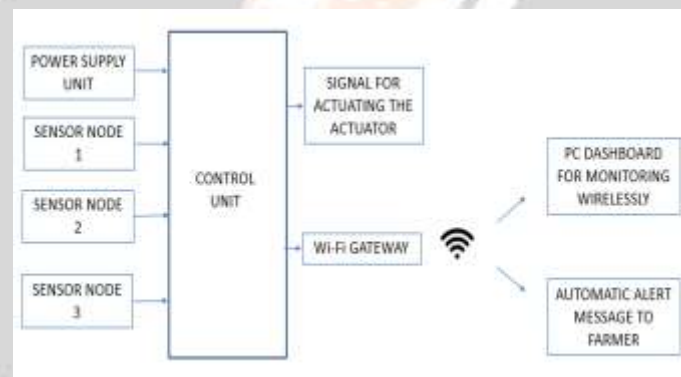 POWER SUPPLY
UNIT
SENSOR NODE
1
SENSOR NODE
2
SENSOR NODE
3
CONTROL
UNIT
SIGNAL FOR
ACTUATING THE
ACTUATOR
Wi-Fi GATEWAY
PC DASHBOARD
FOR MONITORING
WIRELESSLY
AUTOMATIC ALERT
MESSAGE TO
FARMER